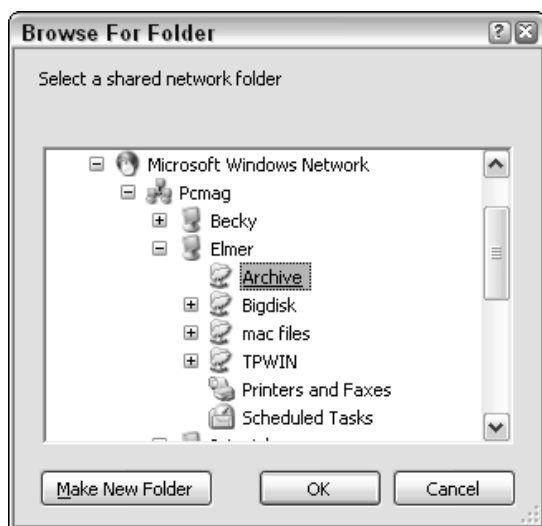 Browse For Folder
Select a shared network folder
Microsoft Windows Network
Pcmag
Becky
Elmer
Archive
Bigdisk
mac files
TPWIN
Printers and Faxes
Scheduled Tasks
Make New Folder
OK
Cancel